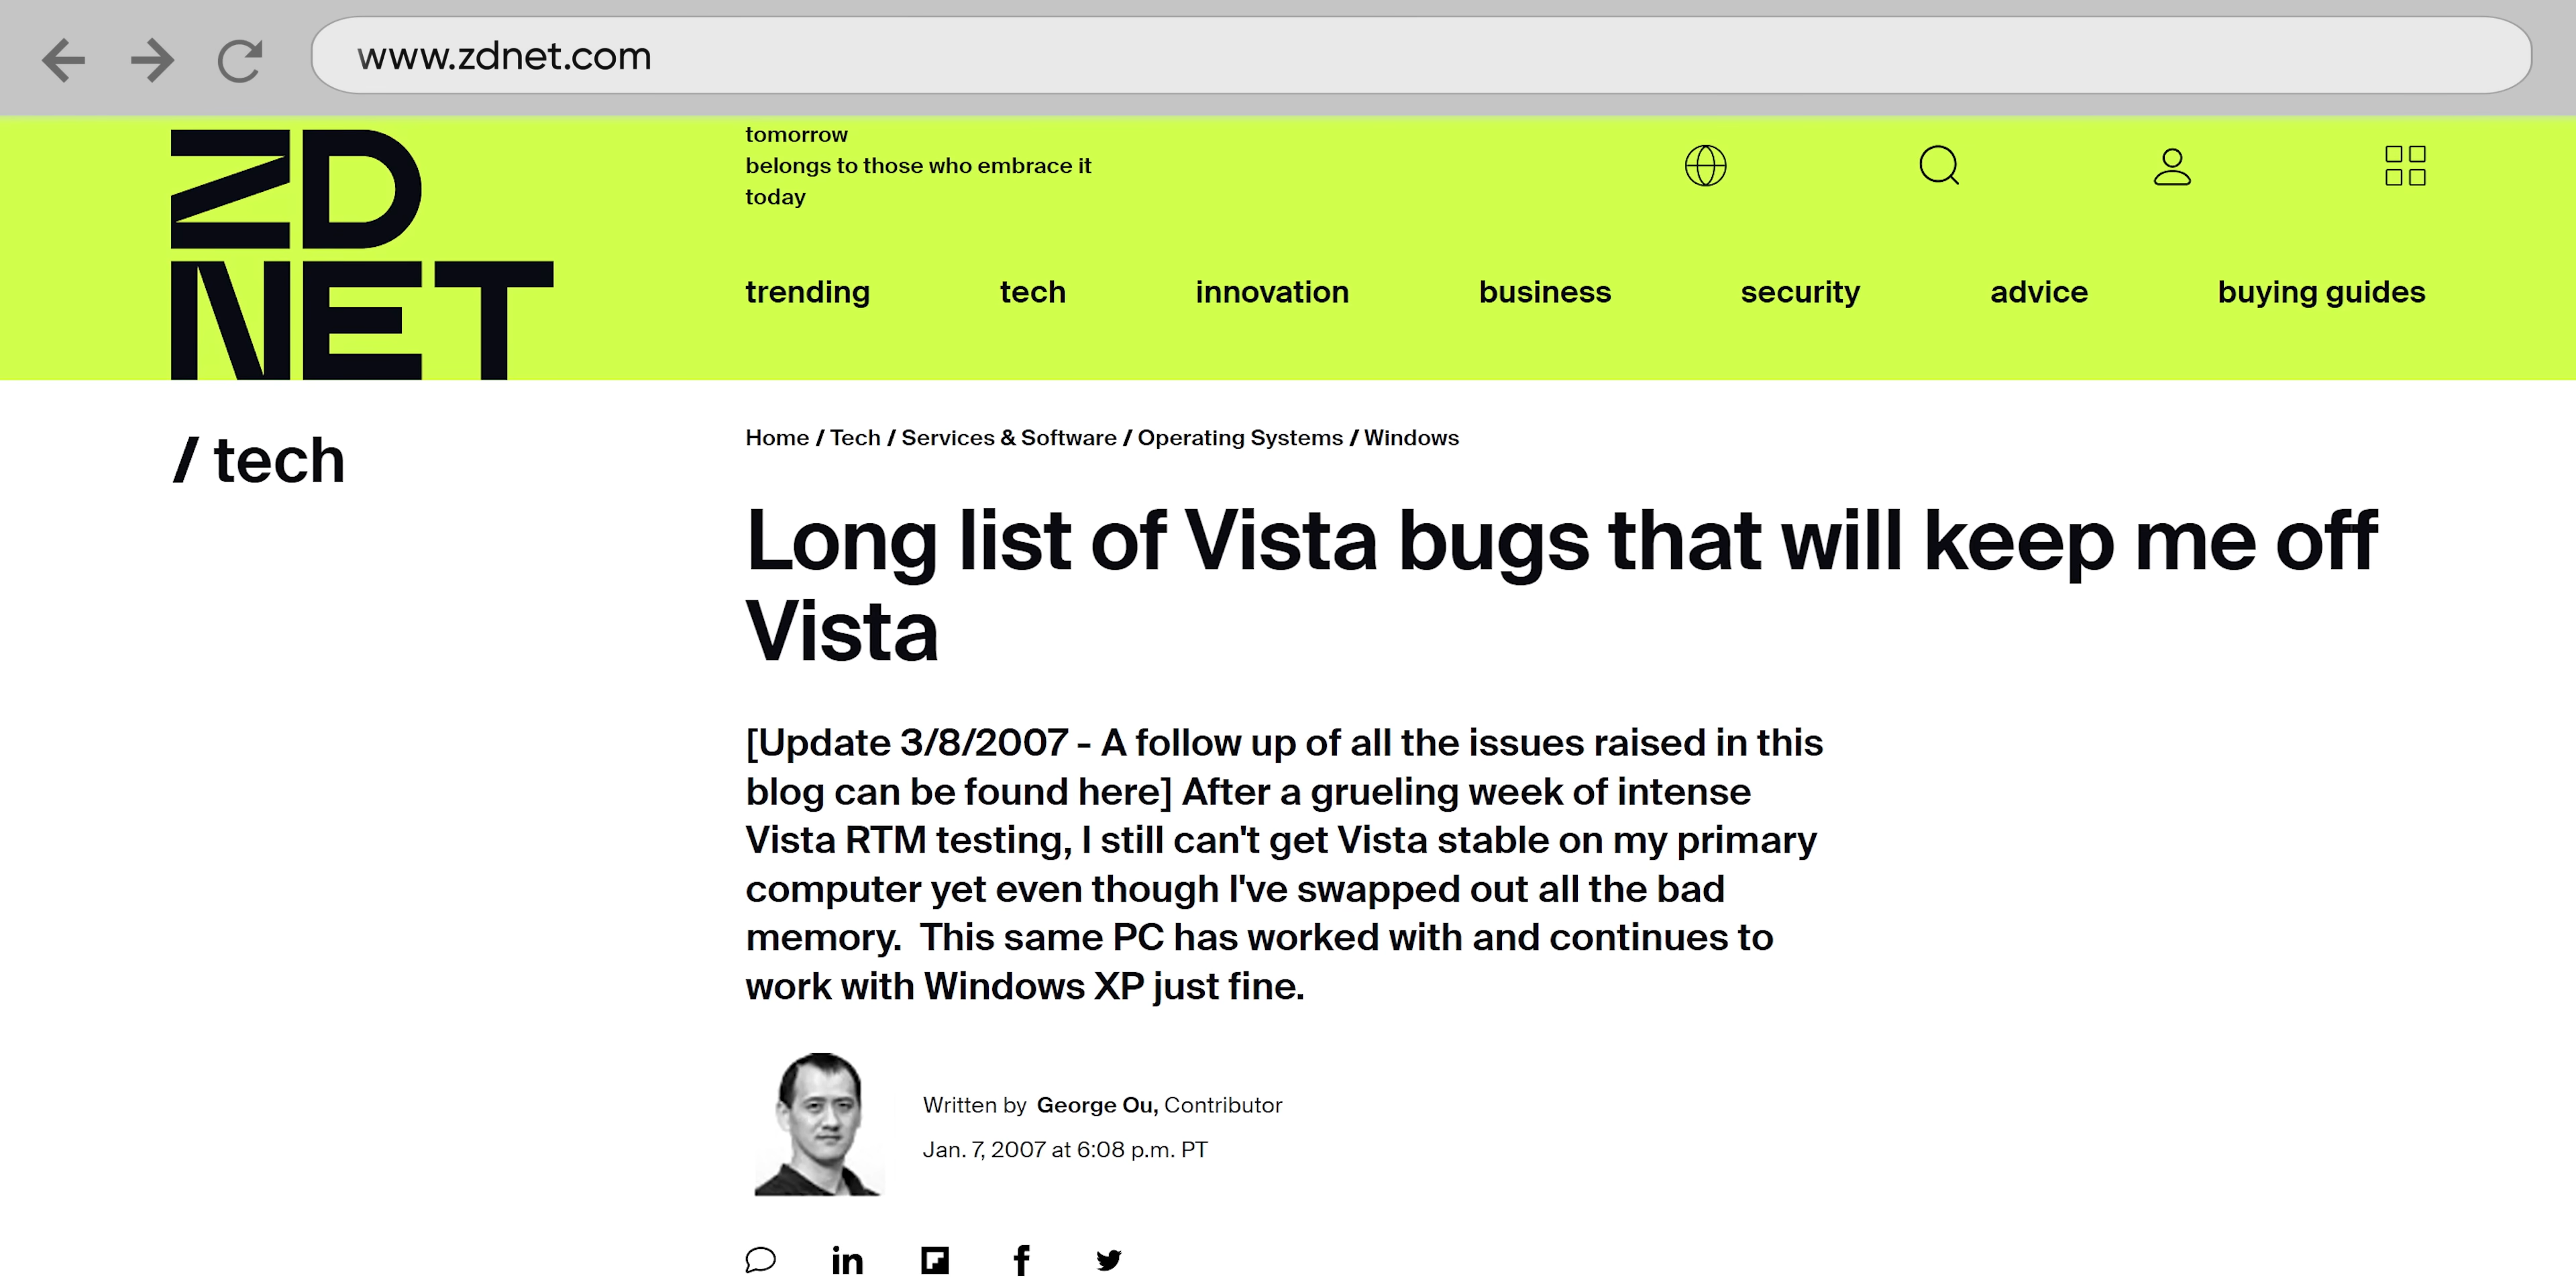 www.zdnet.com
ZD
NET
tomorrow
belongs to those who embrace it
today
trending tech innovation business security advice buying guides
/ tech
Home / Tech / Services & Software / Operating Systems / Windows
Long list of Vista bugs that will keep me off
Vista
[Update 3/8/2007 - A follow up of all the issues raised in this
blog can be found here] After a grueling week of intense
Vista RTM testing, I still can't get Vista stable on my primary
computer yet even though I've swapped out all the bad
memory.  This same PC has worked with and continues to
work with Windows XP just fine.
Written by George Ou, Contributor
Jan. 7, 2007 at 6:08 p.m. PT
in f